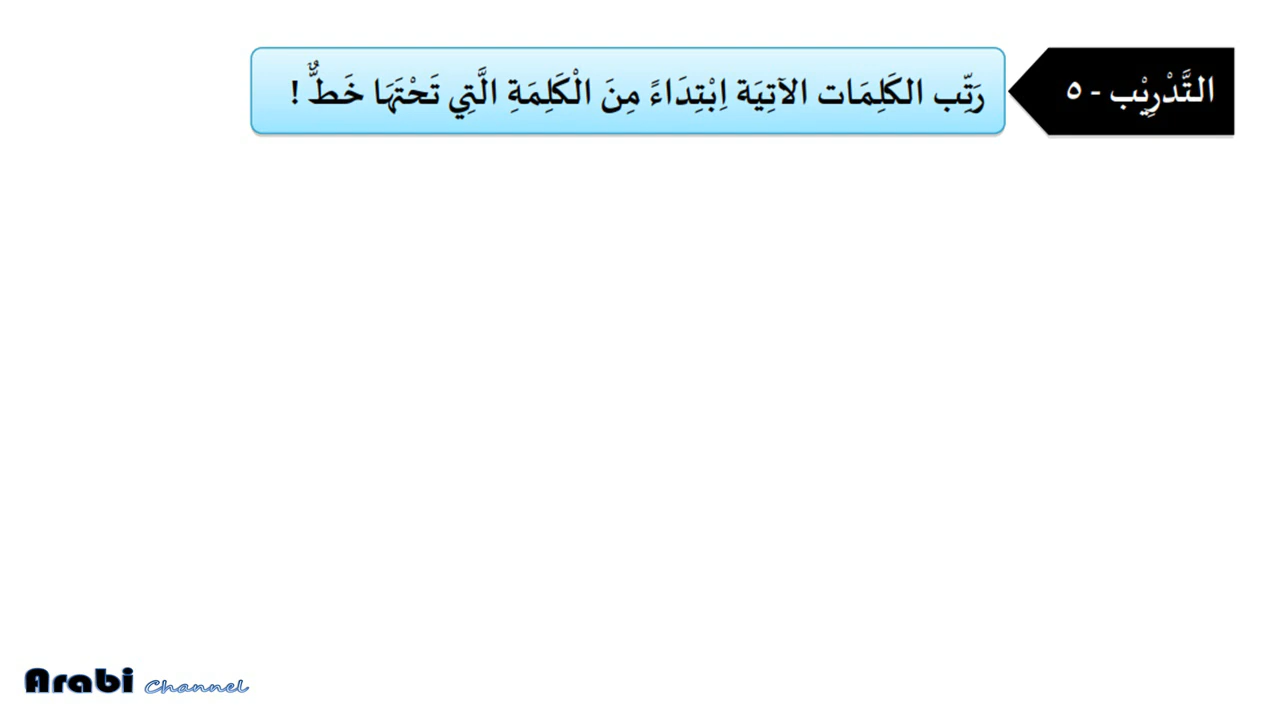 التَّدْرِيْب - ٥
رَتِّب الكَلِمَات الآتِيَة اِبْتِدَاءً مِنَ الْكَلِمَةِ الَّتِي تَحْتَهَا خَطٌّ !
Arabi Channel